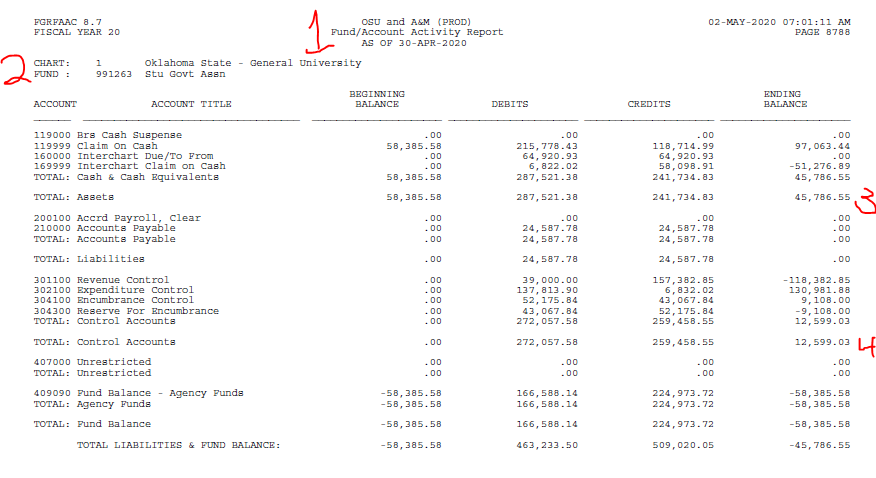 FGRFAAC 8.7 OSU and A&M (PROD) 02-MAY-2020 07:01:11 AM
FISCAL YEAR 20 1 Fund/Account Activity Report PAGE 8788
AS OF 30-APR-2020
2 CHART: 1 Oklahoma State - General University
FUND : 991263 Stu Govt Assn
BEGINNING ENDING
ACCOUNT ACCOUNT TITLE BALANCE DEBITS CREDITS BALANCE
119000 Brs Cash Suspense .00 .00 .00 .00
119999 Claim On Cash 58,385.58 215,778.43 118,714.99 97,063.44
160000 Interchart Due/To From .00 64,920.93 64,920.93 .00
169999 Interchart Claim on Cash .00 6,822.02 58,098.91 -51,276.89
TOTAL: Cash & Cash Equivalents 58,385.58 287,521.38 241,734.83 45,786.55
TOTAL: Assets 58,385.58 287,521.38 241,734.83 45,786.55 3
200100 Accrd Payroll, Clear .00 .00 .00 .00
210000 Accounts Payable .00 24,587.78 24,587.78 .00
TOTAL: Accounts Payable .00 24,587.78 24,587.78 .00
TOTAL: Liabilities .00 24,587.78 24,587.78 .00
301100 Revenue Control .00 39,000.00 157,382.85 -118,382.85
302100 Expenditure Control .00 137,813.90 6,832.02 130,981.88
304100 Encumbrance Control .00 52,175.84 43,067.84 9,108.00
304300 Reserve For Encumbrance .00 43,067.84 52,175.84 -9,108.00
TOTAL: Control Accounts .00 272,057.58 259,458.55 12,599.03
TOTAL: Control Accounts .00 272,057.58 259,458.55 12,599.03 4
407000 Unrestricted .00 .00 .00 .00
TOTAL: Unrestricted .00 .00 .00 .00
409090 Fund Balance - Agency Funds -58,385.58 166,588.14 224,973.72 -58,385.58
TOTAL: Agency Funds -58,385.58 166,588.14 224,973.72 -58,385.58
TOTAL: Fund Balance -58,385.58 166,588.14 224,973.72 -58,385.58
TOTAL LIABILITIES & FUND BALANCE: -58,385.58 463,233.50 509,020.05 -45,786.55